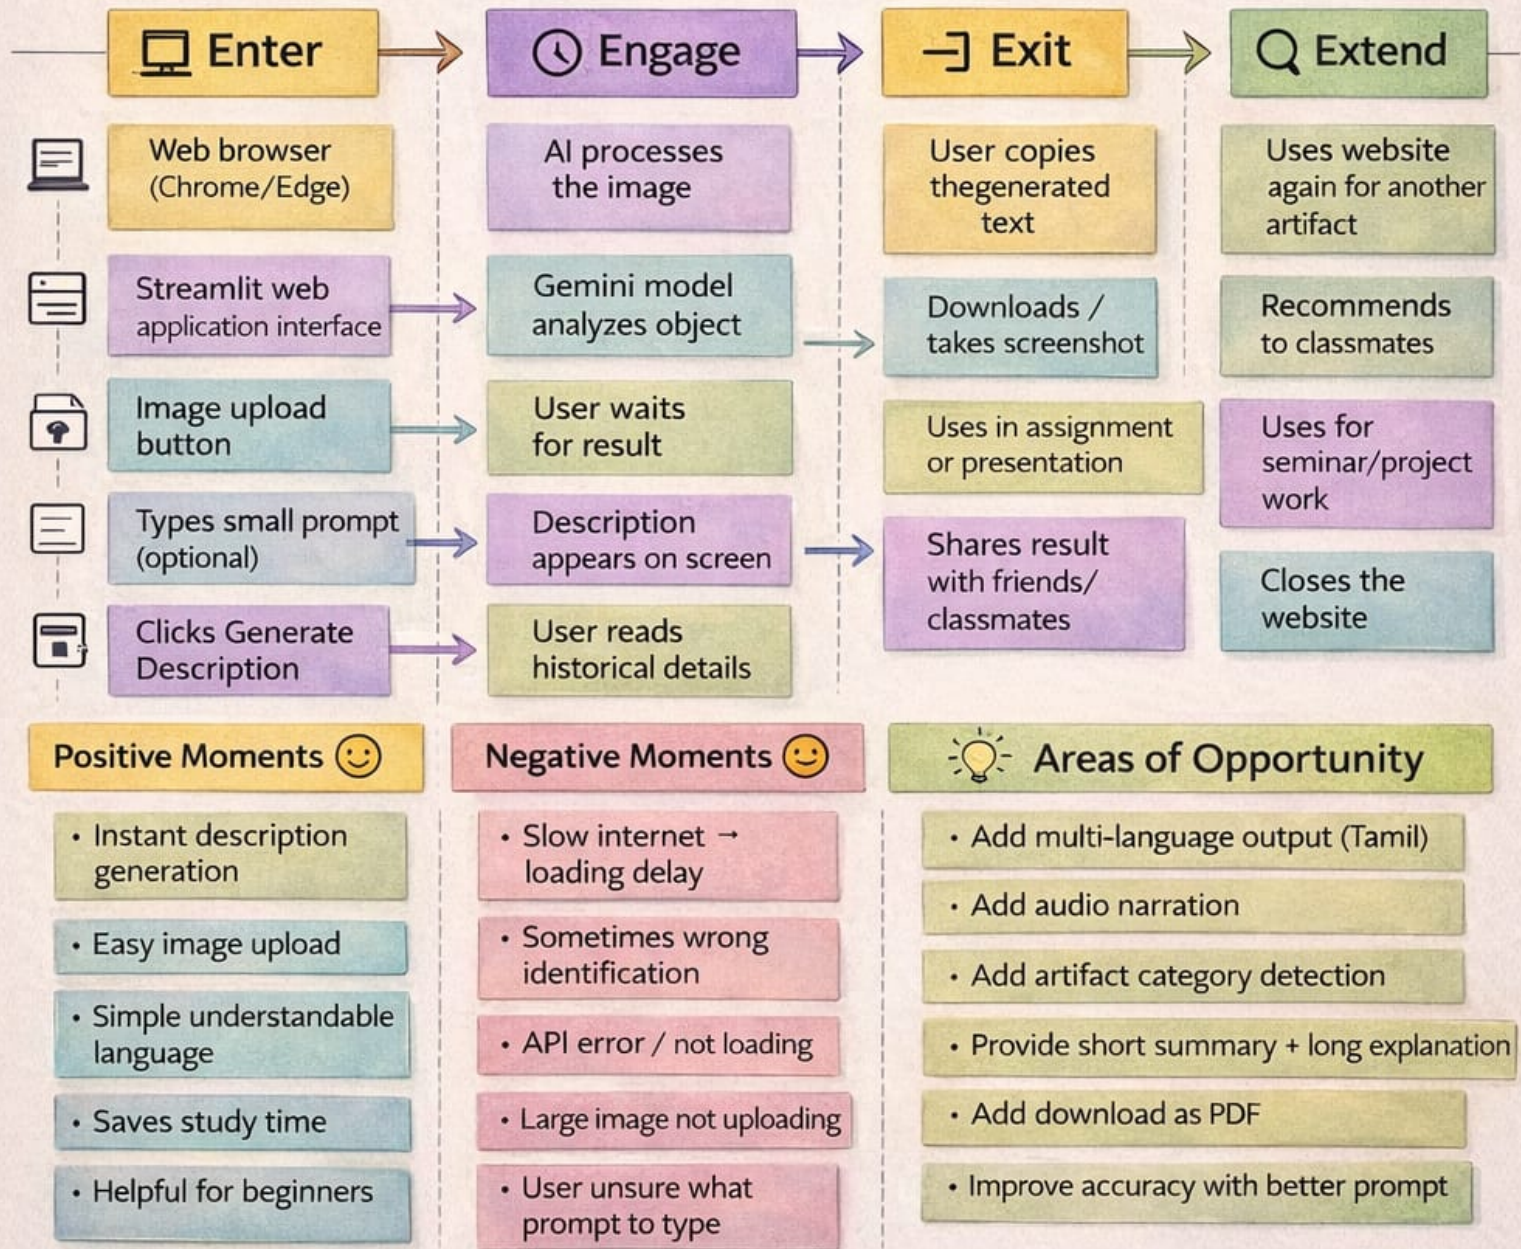 Enter
Engage
Exit
Extend
Web browser
(Chrome/Edge)
Streamlit web
application interface
Image upload
button
Types small prompt
(optional)
Clicks Generate
Description
AI processes
the image
Gemini model
analyzes object
User waits
for result
Description
appears on screen
User reads
historical details
User copies
thegenerated
text
Downloads /
takes screenshot
Uses in assignment
or presentation
Shares result
with friends/
classmates
Uses website
again for another
artifact
Recommends
to classmates
Uses for
seminar/project
work
Closes the
website
Positive Moments
• Instant description
generation
• Easy image upload
• Simple understandable
language
• Saves study time
• Helpful for beginners
Negative Moments
• Slow internet →
loading delay
• Sometimes wrong
identification
• API error / not loading
• Large image not uploading
• User unsure what
prompt to type
Areas of Opportunity
• Add multi-language output (Tamil)
• Add audio narration
• Add artifact category detection
• Provide short summary + long explanation
• Add download as PDF
• Improve accuracy with better prompt